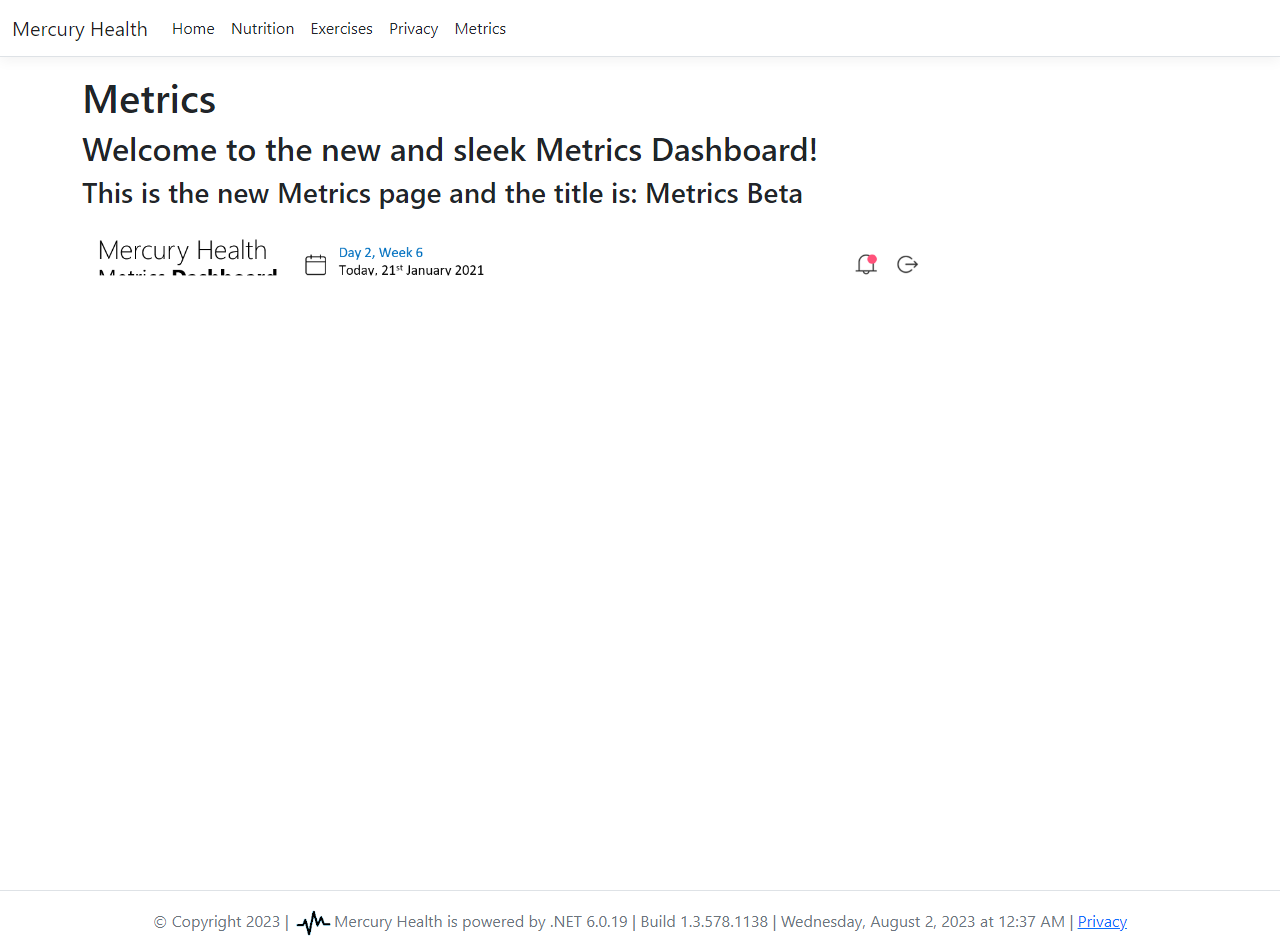 Mercury Health Home Nutrition Exercises Privacy Metrics
Metrics
Welcome to the new and sleek Metrics Dashboard!
This is the new Metrics page and the title is: Metrics Beta
Mercury Health
Metrics Dashboard
Day 2, Week 6
Today, 21st January 2021
© Copyright 2023 | Mercury Health is powered by .NET 6.0.19 | Build 1.3.578.1138 | Wednesday, August 2, 2023 at 12:37 AM | Privacy